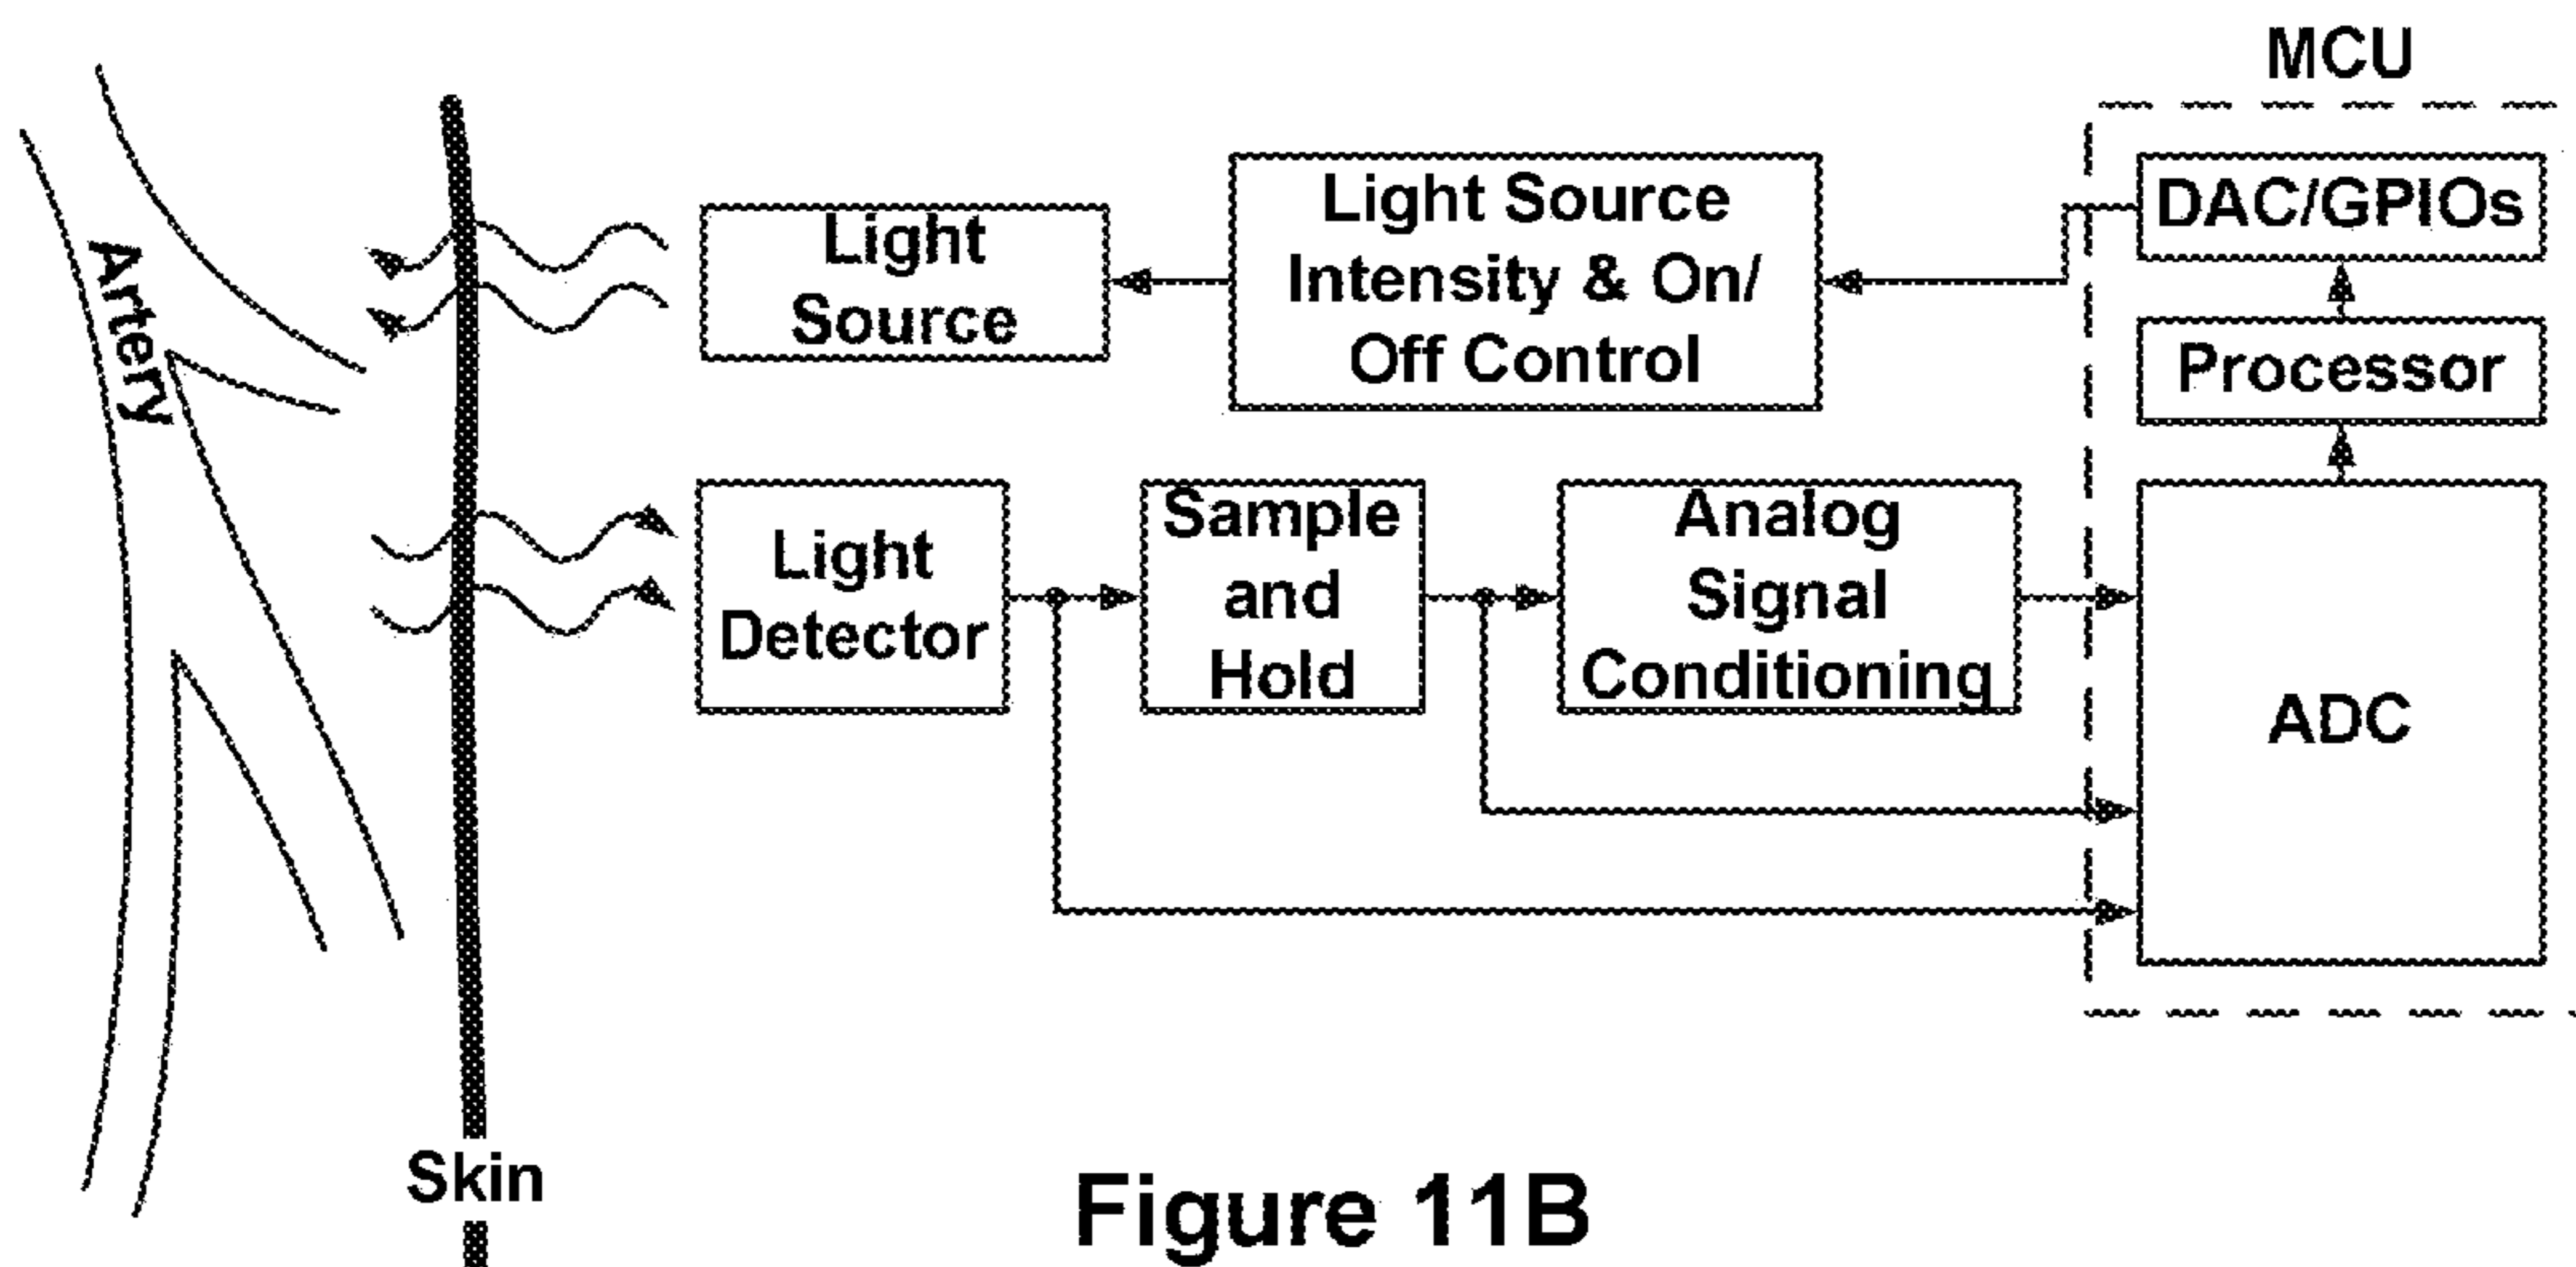 MCU
Artery
Light
Source
Light Source
Intensity & On/
Off Control
DAC/GPIOs
Processor
Light
Detector
Sample
and
Hold
Analog
Signal
Conditioning
ADC
Skin
Figure 11B